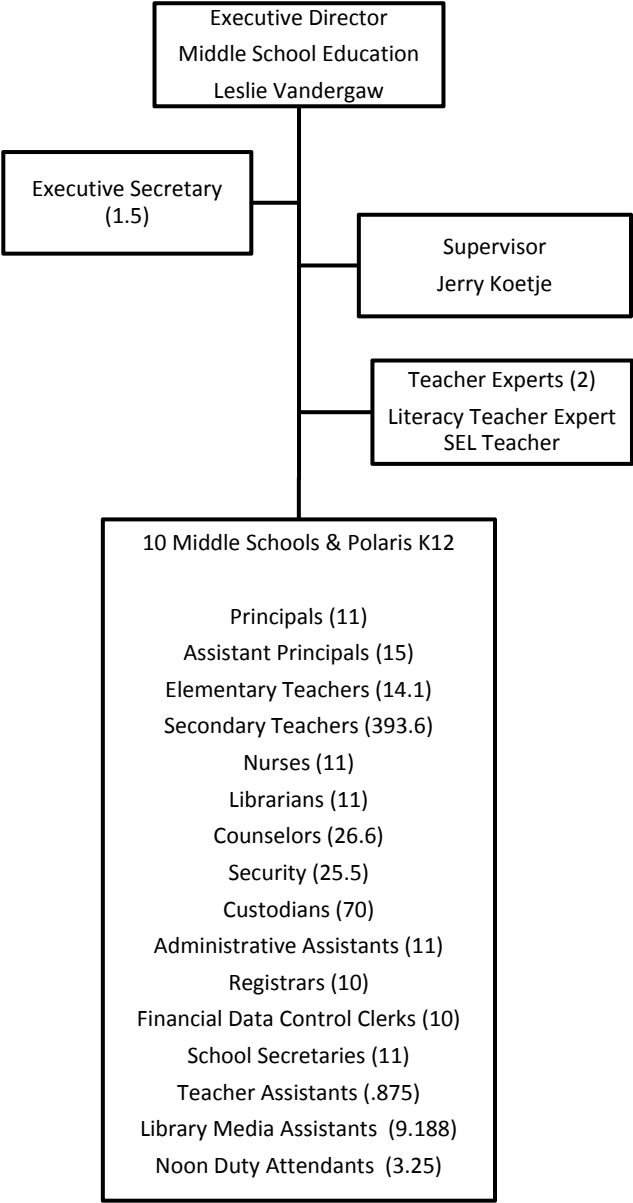 Executive Director
Middle School Education
Leslie Vandergaw
Executive Secretary
(1.5)
Supervisor
Jerry Koetje
Teacher Experts (2)
Literacy Teacher Expert
SEL Teacher
10 Middle Schools & Polaris K12
Principals (11)
Assistant Principals (15)
Elementary Teachers (14.1)
Secondary Teachers (393.6)
Nurses (11)
Librarians (11)
Counselors (26.6)
Security (25.5)
Custodians (70)
Administrative Assistants (11)
Registrars (10)
Financial Data Control Clerks (10)
School Secretaries (11)
Teacher Assistants (.875)
Library Media Assistants  (9.188)
Noon Duty Attendants  (3.25)